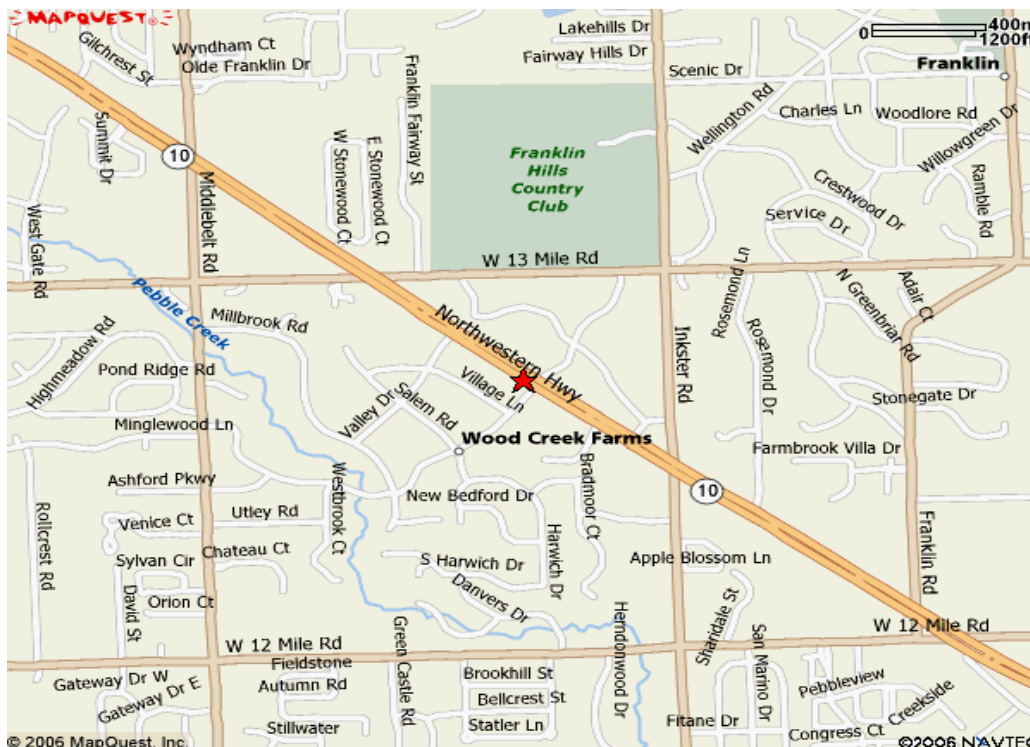 MAPQUEST
Gilchrest St
Wyndham Ct
Olde Franklin Dr
Franklin Fairway St
Lakehills Dr
Fairway Hills Dr
0
400m
1200ft
Scenic Dr
Franklin
Wellington Rd
Charles Ln
Woodlore Rd
Willowgreen Dr
Summit Dr
10
Middlebelt Rd
W Stonewood Ct
E Stonewood Ct
Franklin
Hills
Country
Club
Crestwood Dr
Service Dr
Ramble Rd
West Gate Rd
W 13 Mile Rd
Rosemond Ln
N Greenbriar Rd
Adair Ct
Pebble Creek
Millbrook Rd
Northwestern Hwy
Inkster Rd
Rosemond Dr
Highmeadow Rd
Pond Ridge Rd
Village Ln
Valley Dr
Salem Rd
Stonegate Dr
Minglewood Ln
Wood Creek Farms
Farmbrook Villa Dr
Ashford Pkwy
Westbrook Ct
New Bedford Dr
Bradmoor Ct
10
Rollcrest Rd
Venice Ct
Utley Rd
Harwich Dr
Franklin Rd
Sylvan Cir
Chateau Ct
S Harwich Dr
Apple Blossom Ln
David St
Orion Ct
Danvers Dr
Sharidale St
W 12 Mile Rd
Green Castle Rd
Herndonwood Dr
San Marino Dr
W 12 Mile Rd
Gateway Dr W
Gateway Dr E
Fieldstone
Autumn Rd
Stillwater
Brookhill St
Bellcrest St
Statler Ln
Pebbleview
Creekside
Fitane Dr
Congress Ct
© 2006 MapQuest, Inc.
©2006 NAVTEQ